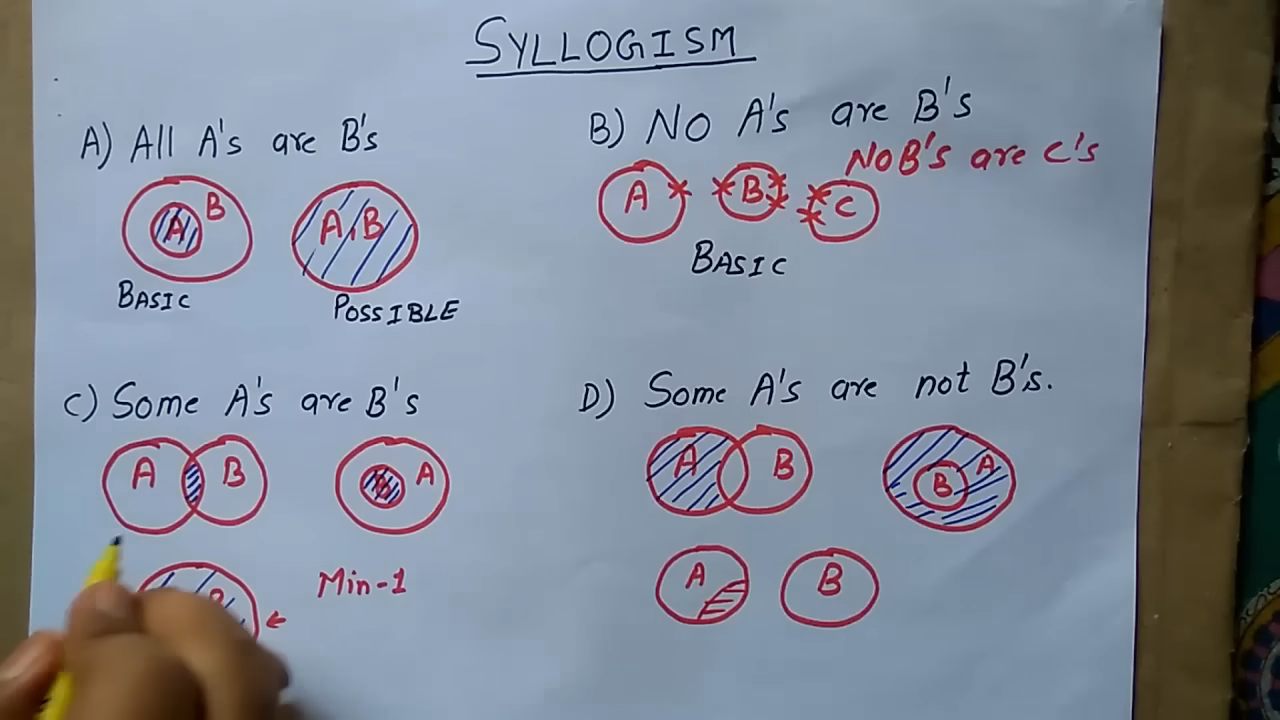 SYLLOGISM
A) All A's are B's
A B
A, B
BASIC
POSSIBLE
B) NO A's are B's
NO B's are C's
A B C
BASIC
C) Some A's are B's
A B
A
B
Min-1
D) Some A's are not B's.
A B
B A
A B